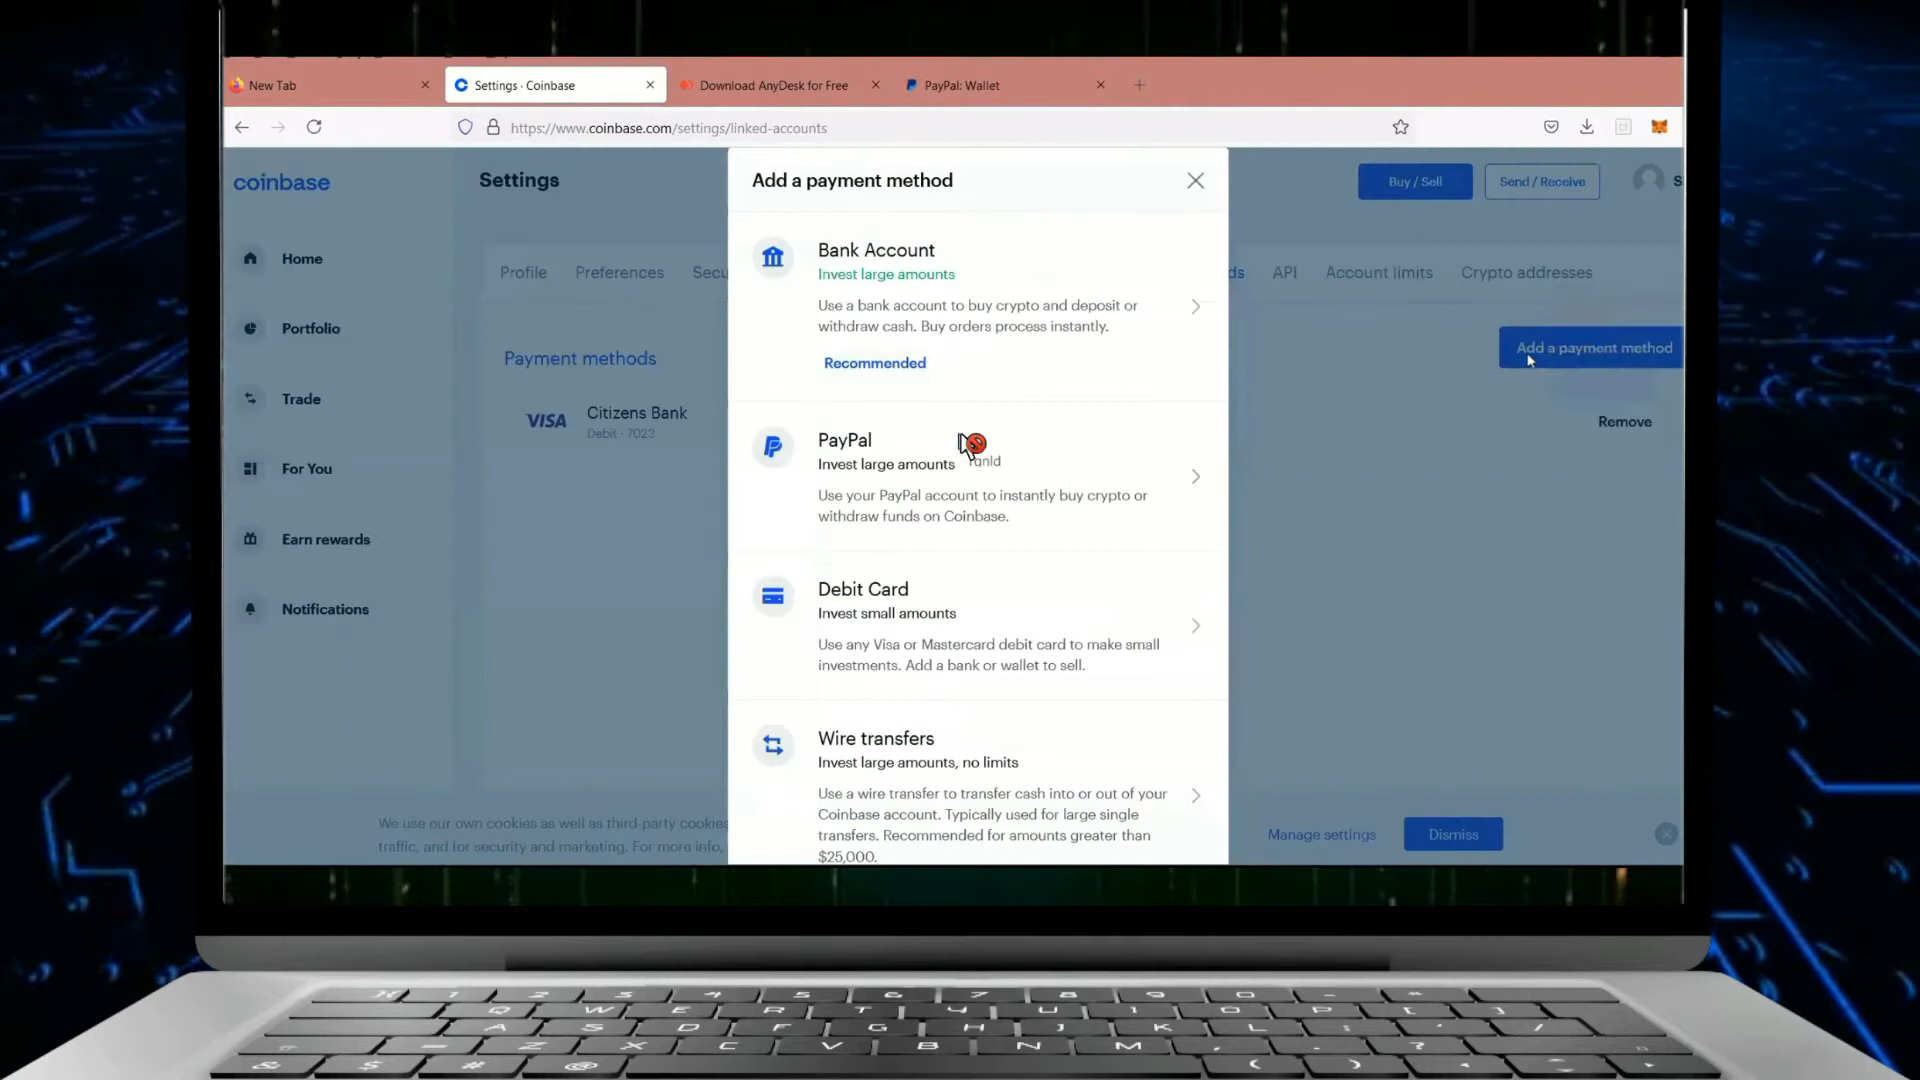 New Tab
Settings - Coinbase
Download AnyDesk for Free
PayPal: Wallet
https://www.coinbase.com/settings/linked-accounts
coinbase
Settings
Add a payment method
Buy / Sell
Send / Receive
S
Home
Portfolio
Trade
For You
Earn rewards
Notifications
Profile
Preferences
Secu
ds
API
Account limits
Crypto addresses
Payment methods
Add a payment method
VISA
Citizens Bank
Debit · 7023
Remove
Bank Account
Invest large amounts
Use a bank account to buy crypto and deposit or
withdraw cash. Buy orders process instantly.
Recommended
PayPal
Invest large amounts
Use your PayPal account to instantly buy crypto or
withdraw funds on Coinbase.
Debit Card
Invest small amounts
Use any Visa or Mastercard debit card to make small
investments. Add a bank or wallet to sell.
Wire transfers
Invest large amounts, no limits
Use a wire transfer to transfer cash into or out of your
Coinbase account. Typically used for large single
transfers. Recommended for amounts greater than
$25,000.
We use our own cookies as well as third-party cookies
traffic, and for security and marketing. For more info,
Manage settings
Dismiss